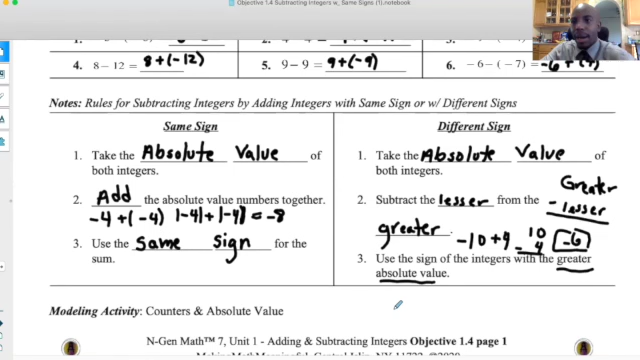 Objective 1.4 Subtracting Integers w_ Same Signs (1).notebook
4. 8 – 12 = 8 + (-12)
5. 9 – 9 = 9 + (-9)
6. –6 – (–7) = -6 + (7)
Notes: Rules for Subtracting Integers by Adding Integers with Same Sign or w/ Different Signs
Same Sign
1. Take the Absolute Value of
both integers.
2. Add the absolute value numbers together.
-4 + (-4) |-4| + |-4| = -8
3. Use the Same Sign for the
sum.
Different Sign
1. Take the Absolute Value of
both integers.
2. Subtract the lesser from the
greater.
Greater
- lesser
-10 + 4
10
- 4
-6
3. Use the sign of the integers with the greater
absolute value.
Modeling Activity: Counters & Absolute Value
N-Gen Math™ 7, Unit 1 – Adding & Subtracting Integers Objective 1.4 page 1